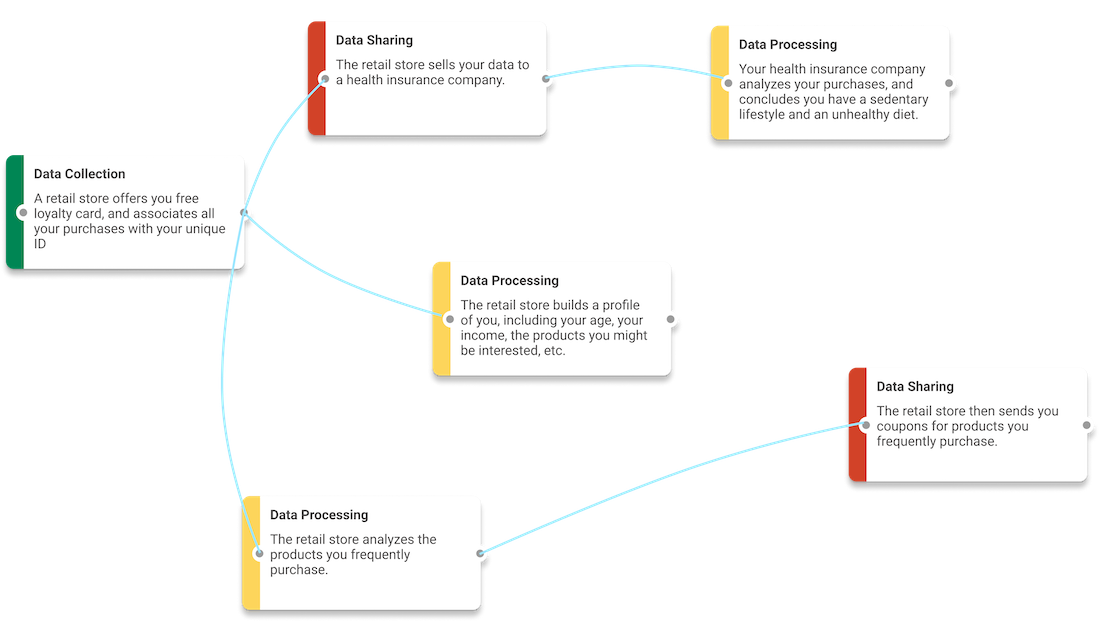 Data Sharing
The retail store sells your data to
a health insurance company.
Data Processing
Your health insurance company
analyzes your purchases, and
concludes you have a sedentary
lifestyle and an unhealthy diet.
Data Collection
A retail store offers you free
loyalty card, and associates all
your purchases with your unique
ID
Data Processing
The retail store builds a profile
of you, including your age, your
income, the products you might
be interested, etc.
Data Sharing
The retail store then sends you
coupons for products you
frequently purchase.
Data Processing
The retail store analyzes the
products you frequently
purchase.